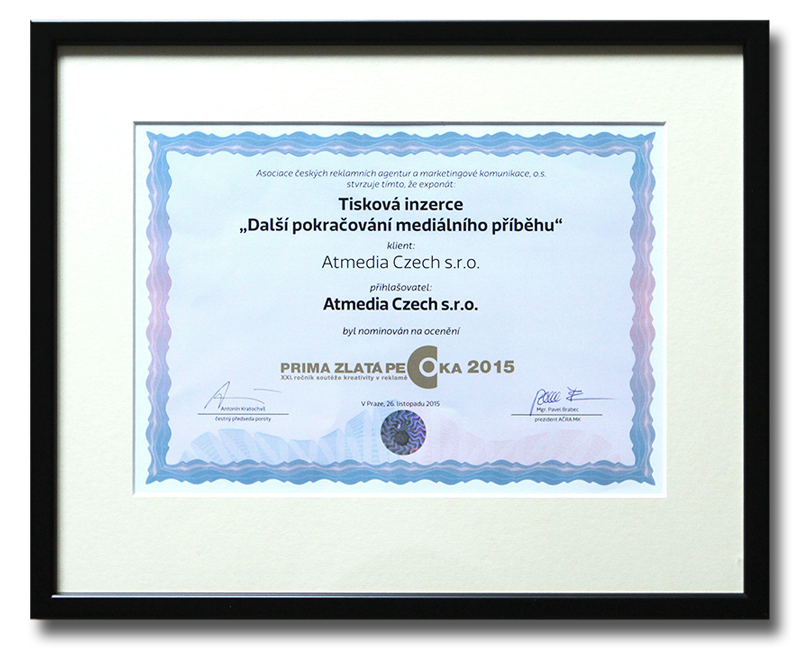 Asociace českých reklamních agentur a marketingové komunikace, o.s.
stvrzuje tímto, že exponát:
Tisková inzerce
„Další pokračování mediálního příběhu“
klient:
Atmedia Czech s.r.o.
přihlašovatel:
Atmedia Czech s.r.o.
byl nominován na ocenění
PRIMA ZLATÁ PECKA 2015
XXI. ročník soutěže kreativity v reklamě
V Praze, 26. listopadu 2015
Antonín Kratochvíl
čestný předseda poroty
Mgr. Pavel Brabec
prezident AČRA MK